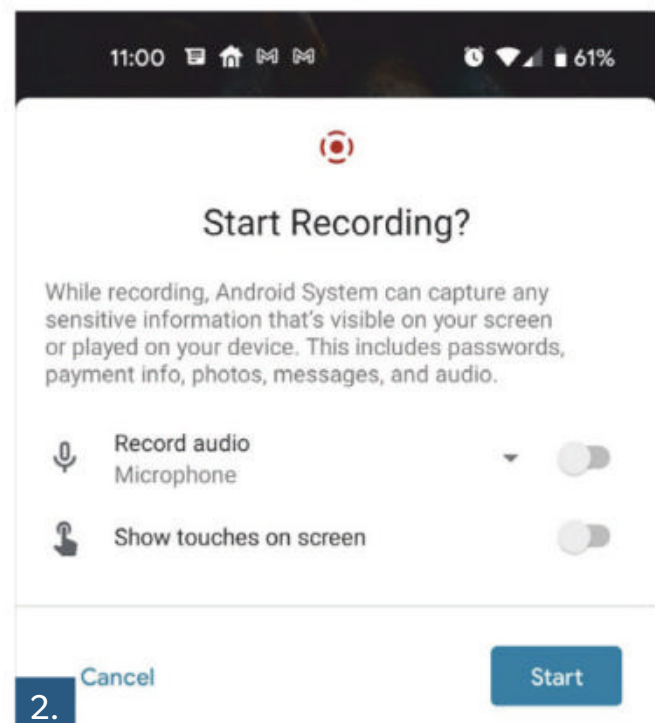 11:00 61%
Start Recording?
While recording, Android System can capture any
sensitive information that's visible on your screen
or played on your device. This includes passwords,
payment info, photos, messages, and audio.
Record audio
Microphone
Show touches on screen
Cancel Start
2.